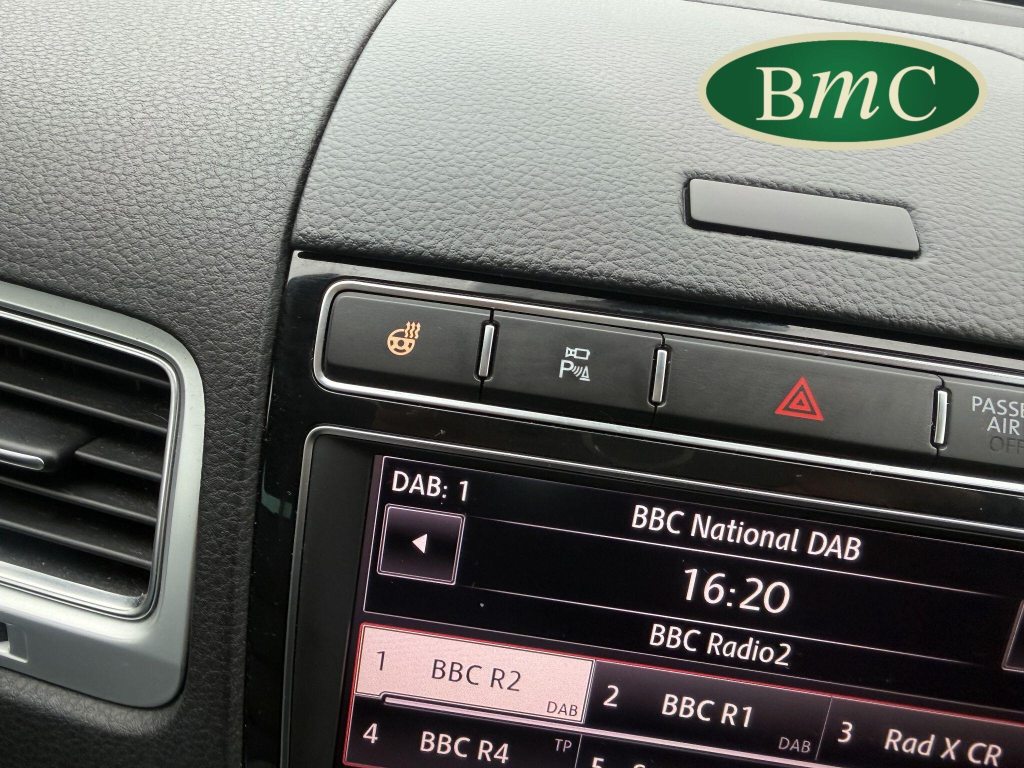 BmC
P
PASSE
AIR
OFF
DAB: 1
BBC National DAB
16:20
BBC Radio2
1 BBC R2 DAB
2 BBC R1 DAB
3 Rad X CR
4 BBC R4 TP
5